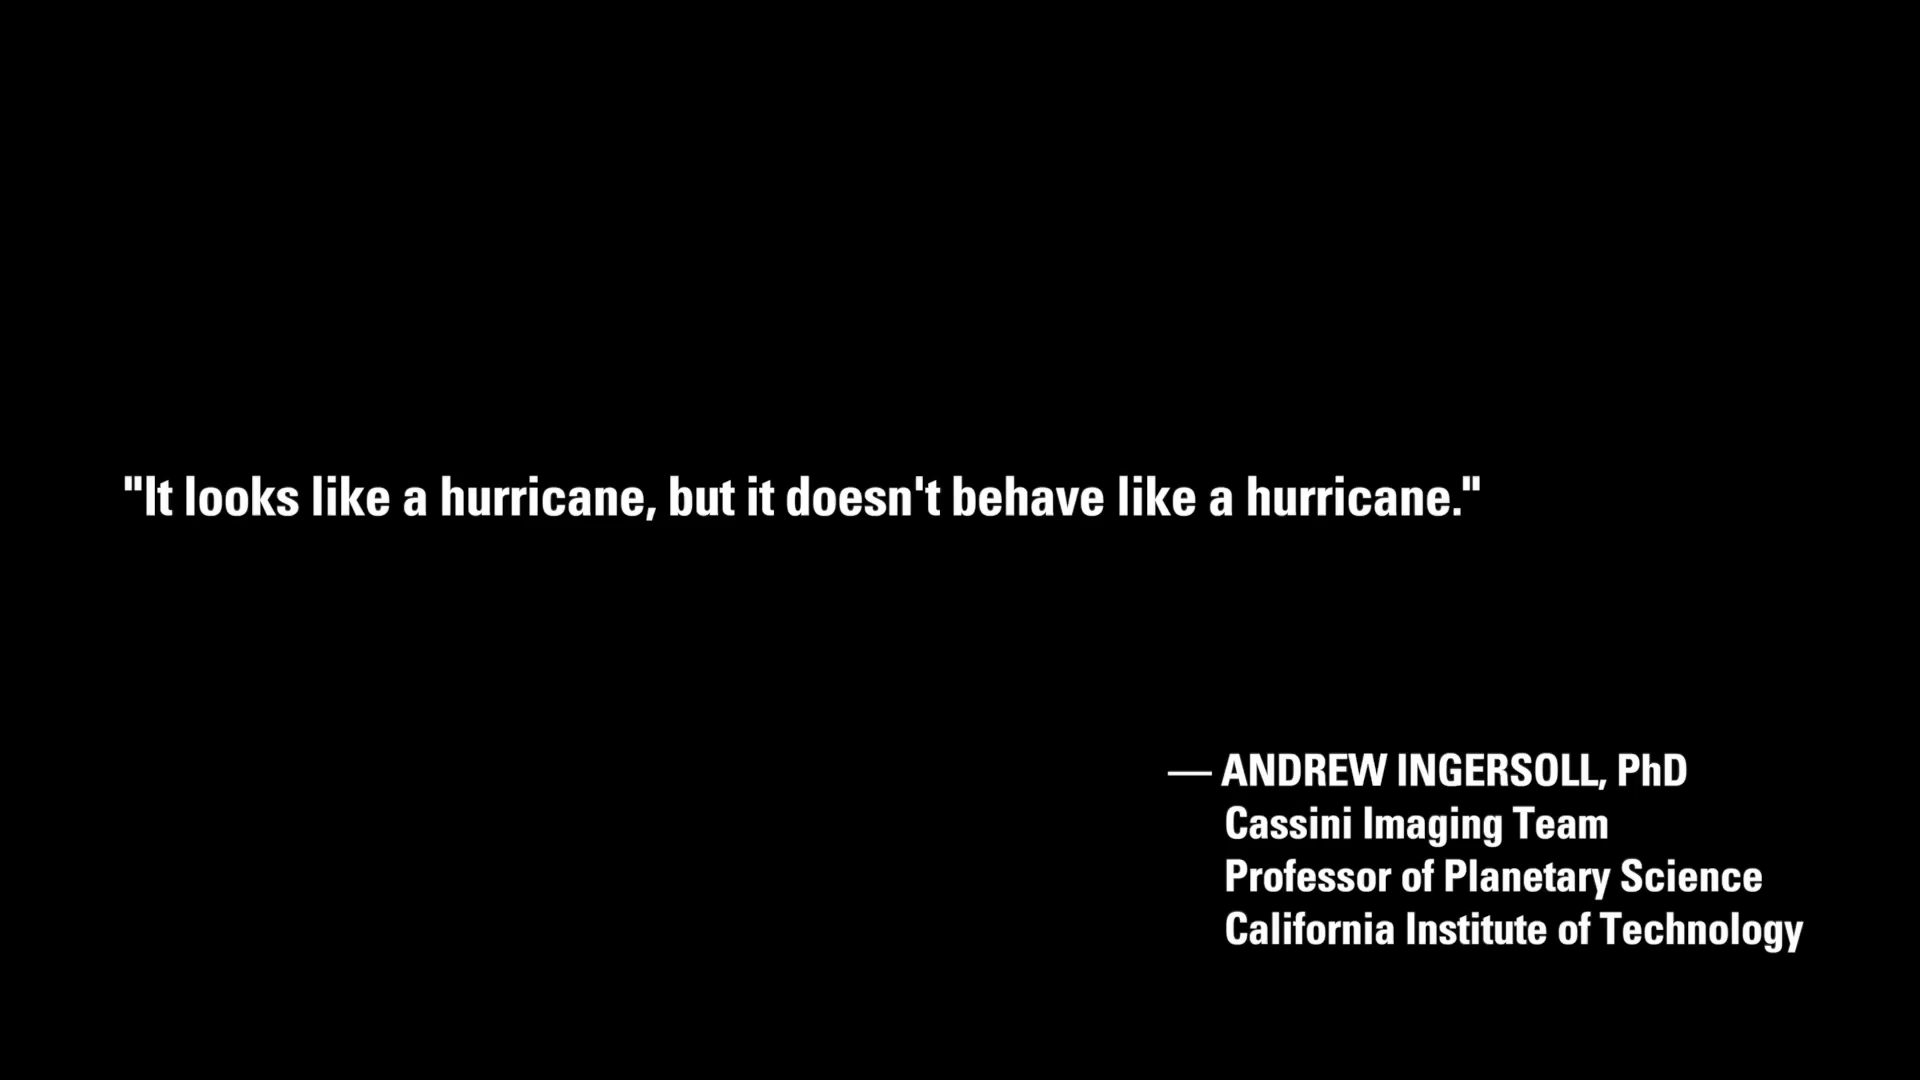 "It looks like a hurricane, but it doesn't behave like a hurricane."
— ANDREW INGERSOLL, PhD
Cassini Imaging Team
Professor of Planetary Science
California Institute of Technology